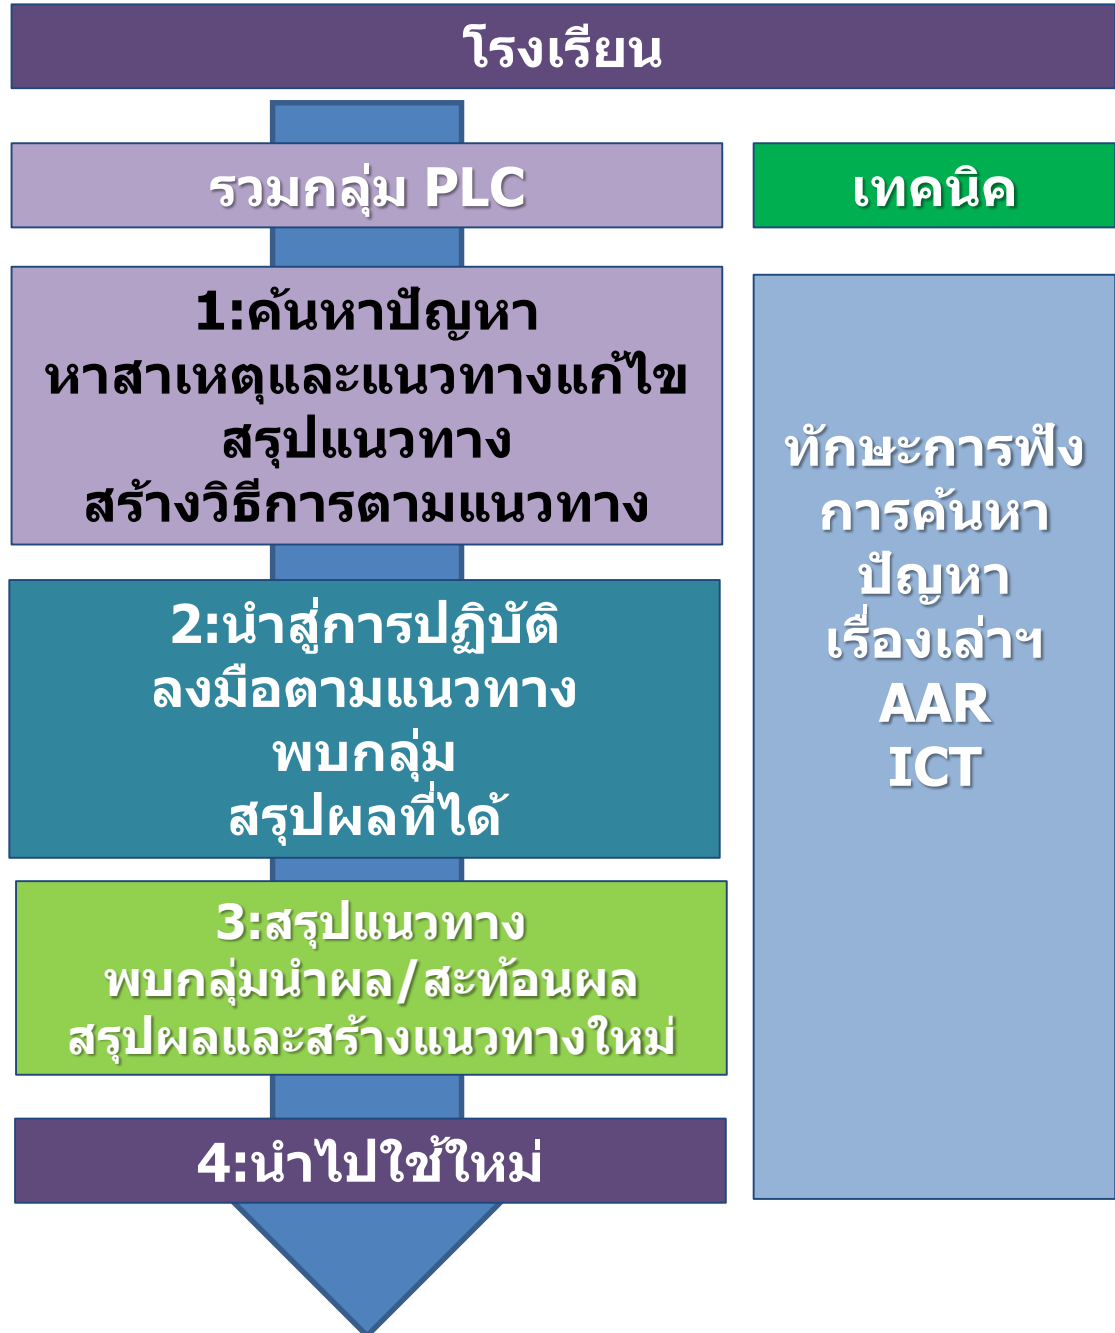 โรงเรียน
รวมกลุ่ม PLC
เทคนิค
1:ค้นหาปัญหา
หาสาเหตุและแนวทางแก้ไข
สรุปแนวทาง
สร้างวิธีการตามแนวทาง
2:นำสู่การปฏิบัติ
ลงมือตามแนวทาง
พบกลุ่ม
สรุปผลที่ได้
3:สรุปแนวทาง
พบกลุ่มนำผล/สะท้อนผล
สรุปผลและสร้างแนวทางใหม่
4:นำไปใช้ใหม่
ทักษะการฟัง
การค้นหา
ปัญหา
เรื่องเล่าฯ
AAR
ICT